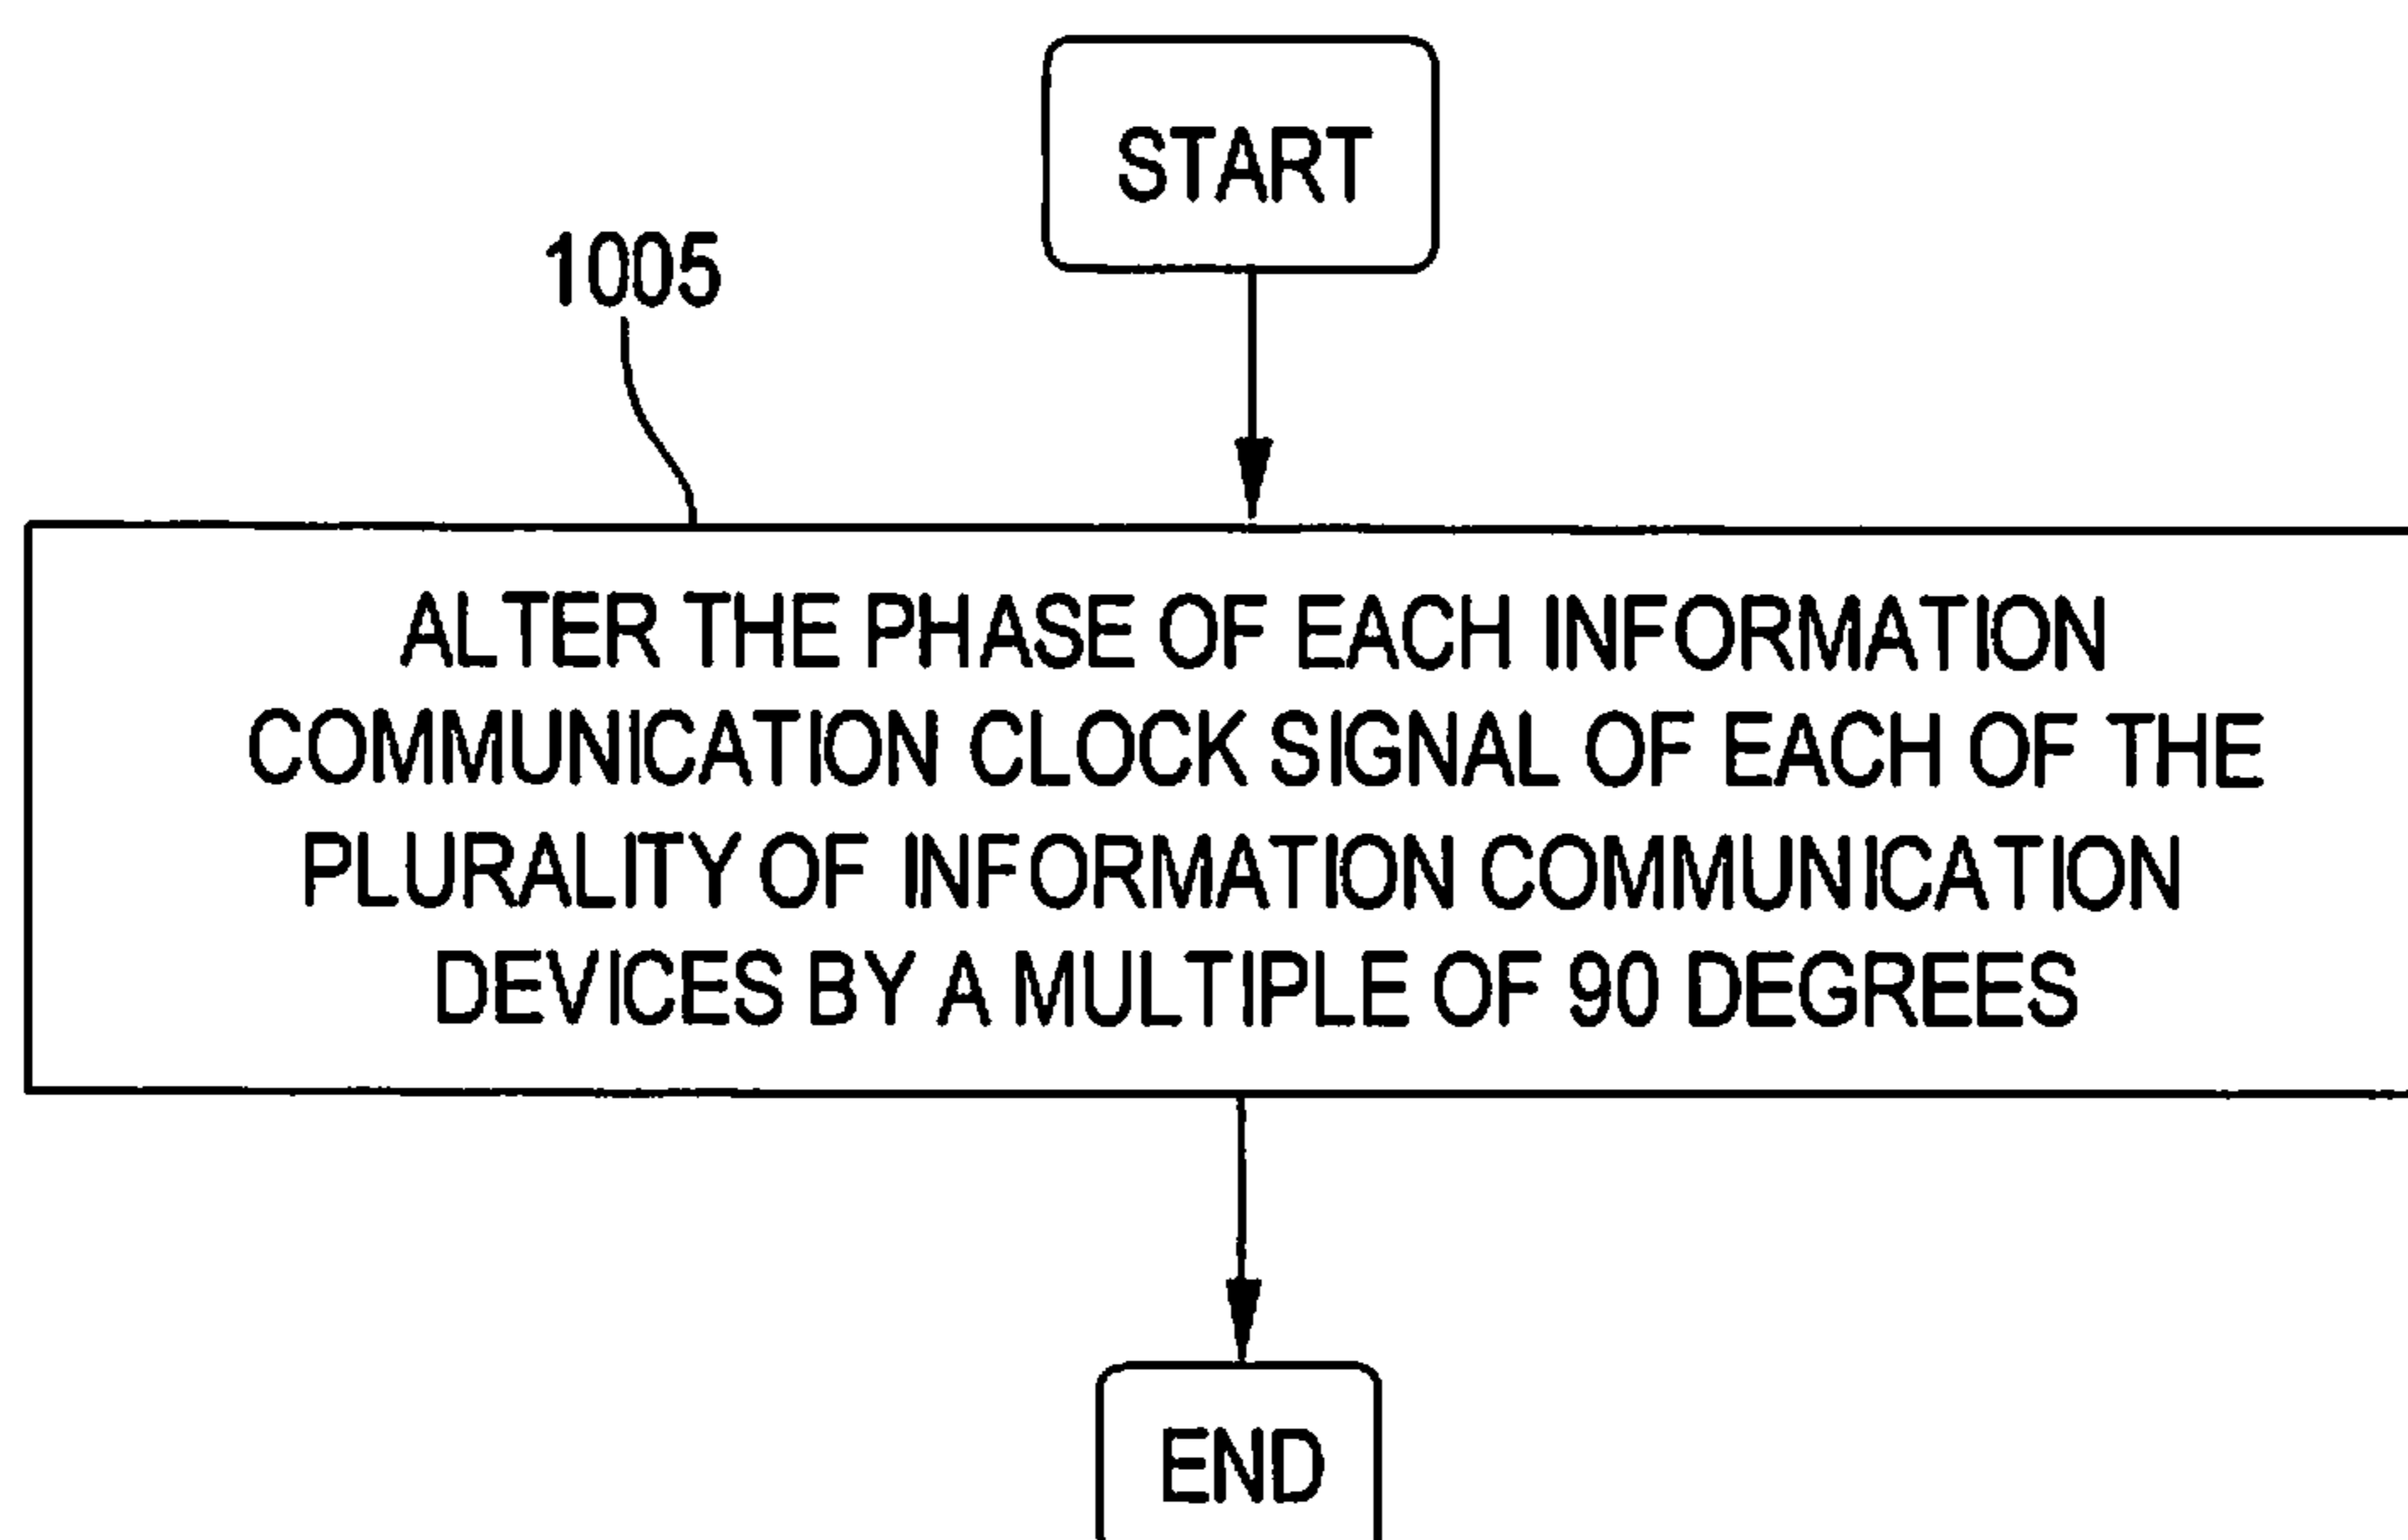 START
1005
ALTER THE PHASE OF EACH INFORMATION
COMMUNICATION CLOCK SIGNAL OF EACH OF THE
PLURALITY OF INFORMATION COMMUNICATION
DEVICES BY A MULTIPLE OF 90 DEGREES
END